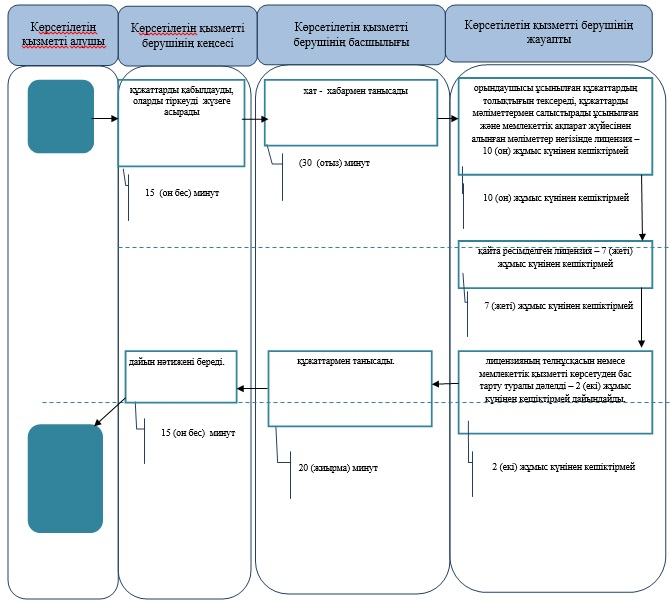 Көрсетілетін
қызметті алушы
Көрсетілетін қызметті
берушінің кеңсесі
Көрсетілетін қызметті
берушінің басшылығы
Көрсетілетін қызметті берушінің
жауапты
құжаттарды қабылдауды,
оларды тіркеуді жүзеге
асырады
15 (он бес) минут
хат - хабармен танысады
(30 (отыз) минут
орындаушысы ұсынылған құжаттардың
толықтығын тексереді, құжаттарды
мәліметтермен салыстырады ұсынылған
және мемлекеттік ақпарат жүйесінен
алынған мәліметтер негізінде лицензия –
10 (он) жұмыс күнінен кешіктірмей
10 (он) жұмыс күнінен кешіктірмей
қайта ресімделген лицензия – 7 (жеті)
жұмыс күнінен кешіктірмей
7 (жеті) жұмыс күнінен кешіктірмей
дайын нәтижені береді.
15 (он бес) минут
құжаттармен танысады.
20 (жиырма) минут
лицензияның телнұсқасын немесе
мемлекеттік қызметті көрсетуден бас
тарту туралы дәлелді – 2 (екі) жұмыс
күнінен кешіктірмей дайындайды.
2 (екі) жұмыс күнінен кешіктірмей